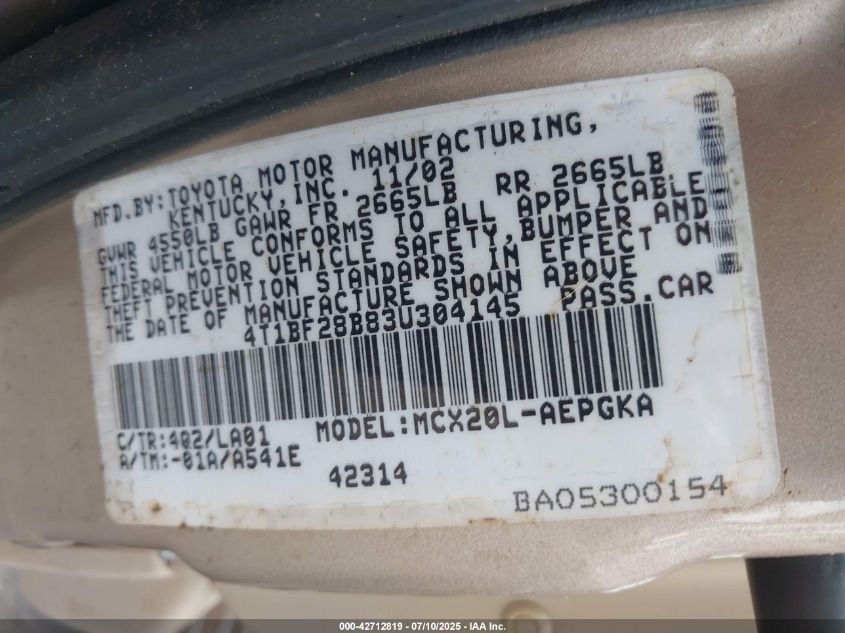 MFD.BY:TOYOTA MOTOR MANUFACTURING,
KENTUCKY,INC. 11/02
GVWR 4550LB GAWR FR 2665LB RR 2665LB
THIS VEHICLE CONFORMS TO ALL APPLICABLE
FEDERAL MOTOR VEHICLE SAFETY,BUMPER AND
THEFT PREVENTION STANDARDS IN EFFECT ON
THE DATE OF MANUFACTURE SHOWN ABOVE
4T1BF28B83U304145 PASS.CAR
C/TR:402/LA01 MODEL:MCX20L-AEPGKA
A/TM:-01A/A541E
42314
BA05300154
000-42712819 - 07/10/2025 - IAA Inc.